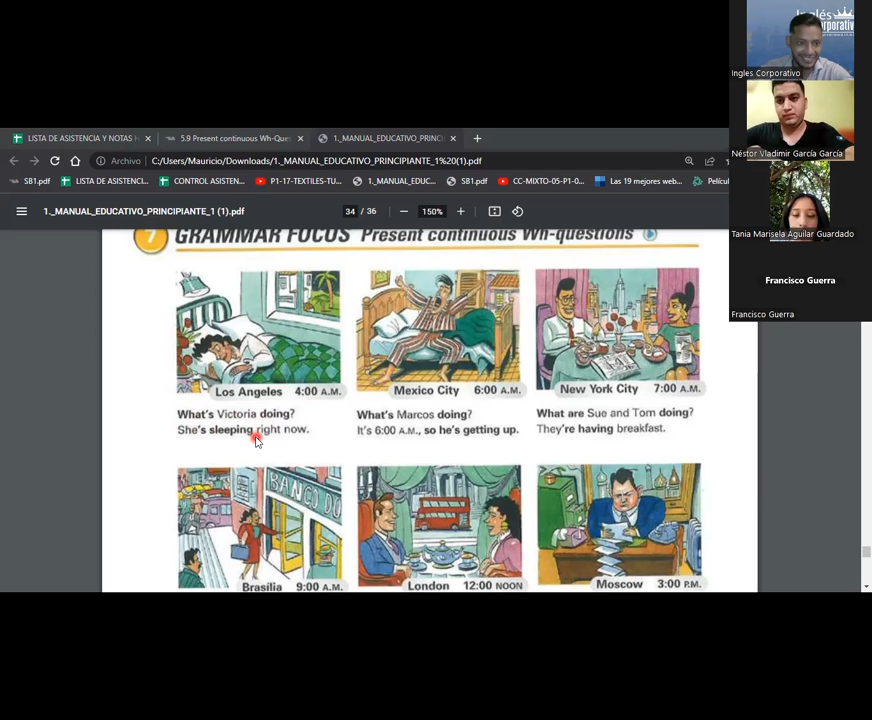 Inglés
Corporativo
Ingles Corporativo
Néstor Vladimir García García
Tania Marisela Aguilar Guardado
Francisco Guerra
Francisco Guerra
LISTA DE ASISTENCIA Y NOTAS
5.9 Present continuous Wh-Ques
1._MANUAL_EDUCATIVO_PRINCI
Archivo C:/Users/Mauricio/Downloads/1._MANUAL_EDUCATIVO_PRINCIPIANTE_1%20(1).pdf
SB1.pdf LISTA DE ASISTENCI... CONTROL ASISTEN... P1-17-TEXTILES-TU... 1._MANUAL_EDUC... SB1.pdf CC-MIXTO-05-P1-0... Las 19 mejores web... Pelícu
1._MANUAL_EDUCATIVO_PRINCIPIANTE_1 (1).pdf 34 / 36 150%
7 GRAMMAR FOCUS Present continuous Wh-questions
Los Angeles 4:00 A.M.
Mexico City 6:00 A.M.
New York City 7:00 A.M.
What's Victoria doing?
She's sleeping right now.
What's Marcos doing?
It's 6:00 A.M., so he's getting up.
What are Sue and Tom doing?
They're having breakfast.
BANCO DO
Brasília 9:00 A.M.
London 12:00 NOON
Moscow 3:00 P.M.